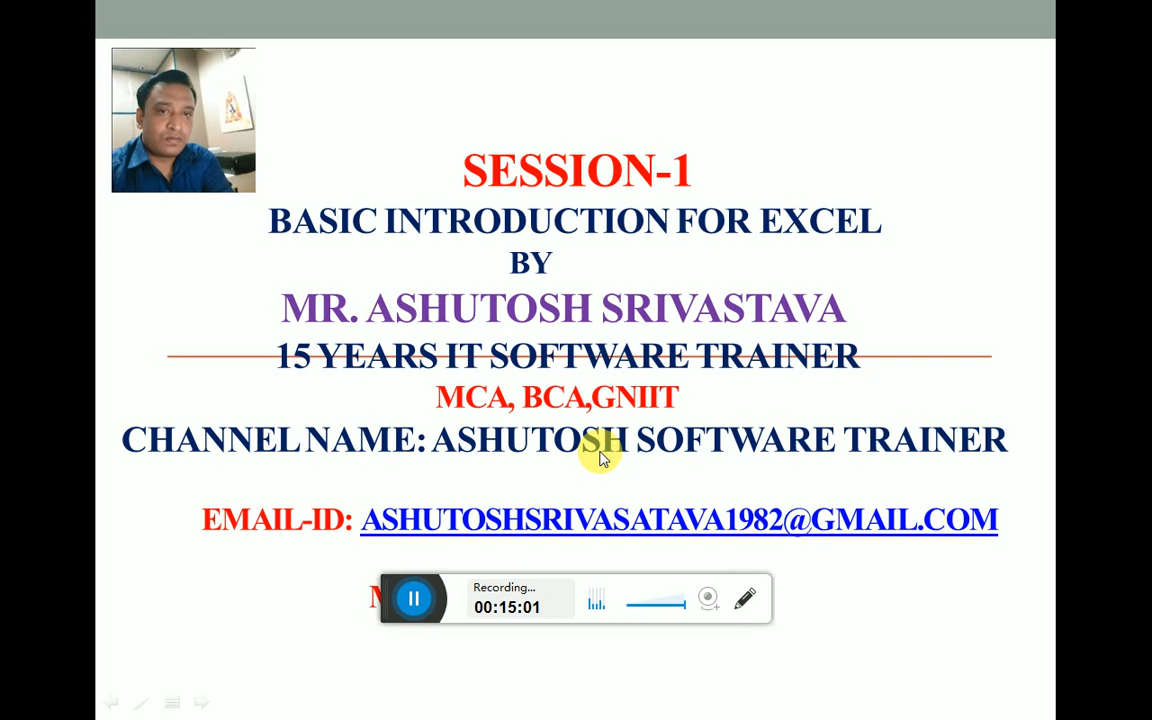 SESSION-1
BASIC INTRODUCTION FOR EXCEL
BY
MR. ASHUTOSH SRIVASTAVA
15 YEARS IT SOFTWARE TRAINER
MCA, BCA,GNIIT
CHANNEL NAME: ASHUTOSH SOFTWARE TRAINER
EMAIL-ID: ASHUTOSHSRIVASATAVA1982@GMAIL.COM
Recording...
00:15:01